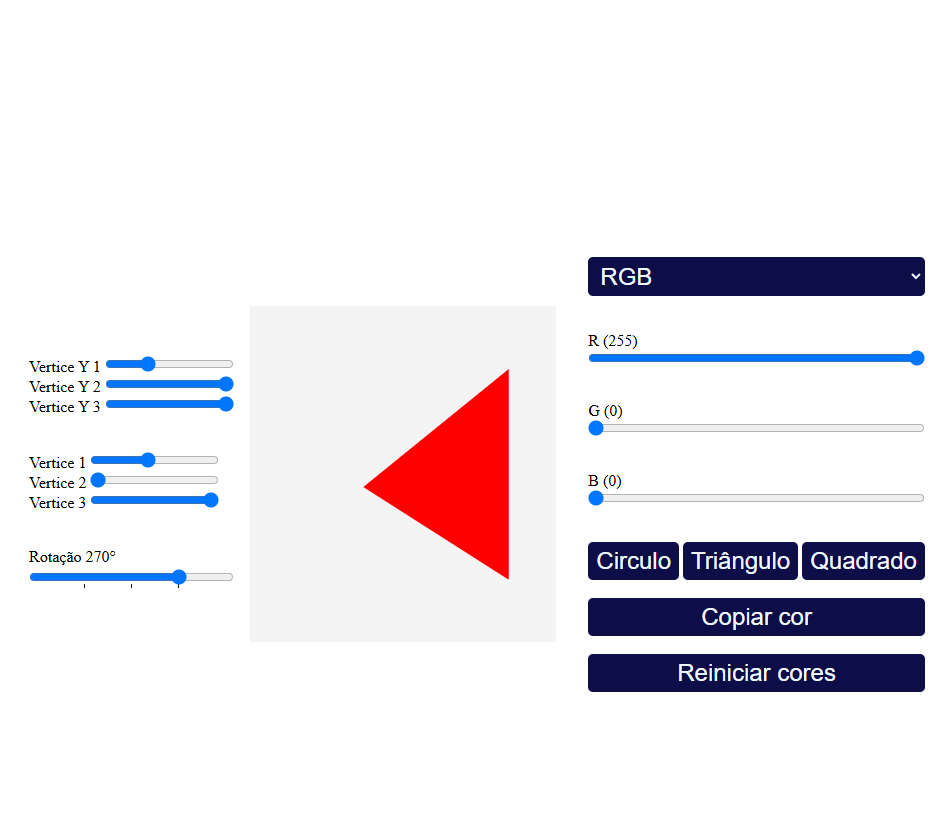 Vertice Y 1
Vertice Y 2
Vertice Y 3
Vertice 1
Vertice 2
Vertice 3
Rotação 270°
RGB
R (255)
G (0)
B (0)
Circulo Triângulo Quadrado
Copiar cor
Reiniciar cores